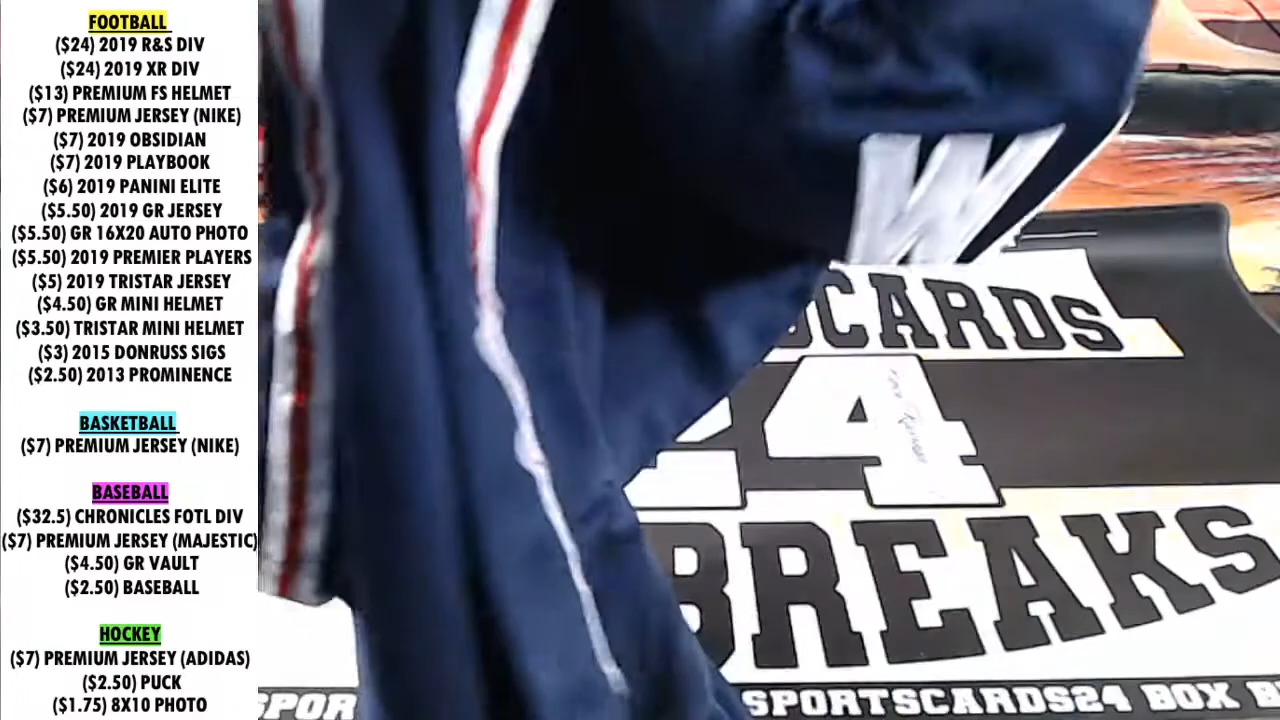 FOOTBALL
($24) 2019 R&S DIV
($24) 2019 XR DIV
($13) PREMIUM FS HELMET
($7) PREMIUM JERSEY (NIKE)
($7) 2019 OBSIDIAN
($7) 2019 PLAYBOOK
($6) 2019 PANINI ELITE
($5.50) 2019 GR JERSEY
($5.50) GR 16X20 AUTO PHOTO
($5.50) 2019 PREMIER PLAYERS
($5) 2019 TRISTAR JERSEY
($4.50) GR MINI HELMET
($3.50) TRISTAR MINI HELMET
($3) 2015 DONRUSS SIGS
($2.50) 2013 PROMINENCE
BASKETBALL
($7) PREMIUM JERSEY (NIKE)
BASEBALL
($32.5) CHRONICLES FOTL DIV
($7) PREMIUM JERSEY (MAJESTIC)
($4.50) GR VAULT
($2.50) BASEBALL
HOCKEY
($7) PREMIUM JERSEY (ADIDAS)
($2.50) PUCK
($1.75) 8X10 PHOTO
W
CARDS
4
BREAKS
SPOR SPORTSCARDS24 BOX B